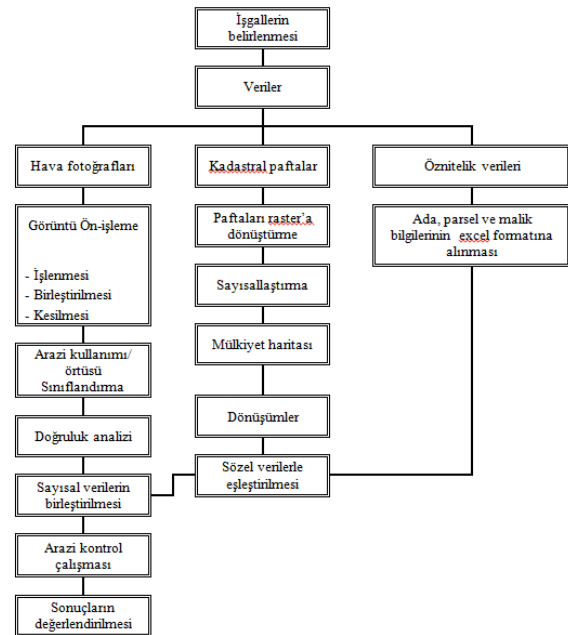 İşgallerin
belirlenmesi
Veriler
Hava fotoğrafları
Kadastral paftalar
Öznitelik verileri
Görüntü Ön-işleme
- İşlenmesi
- Birleştirilmesi
- Kesilmesi
Paftaları raster’a
dönüştürme
Ada, parsel ve malik
bilgilerinin excel formatına
alınması
Sayısallaştırma
Mülkiyet haritası
Arazi kullanımı/
örtüsü
Sınıflandırma
Dönüşümler
Doğruluk analizi
Sözel verilerle
eşleştirilmesi
Sayısal verilerin
birleştirilmesi
Arazi kontrol
çalışması
Sonuçların
değerlendirilmesi